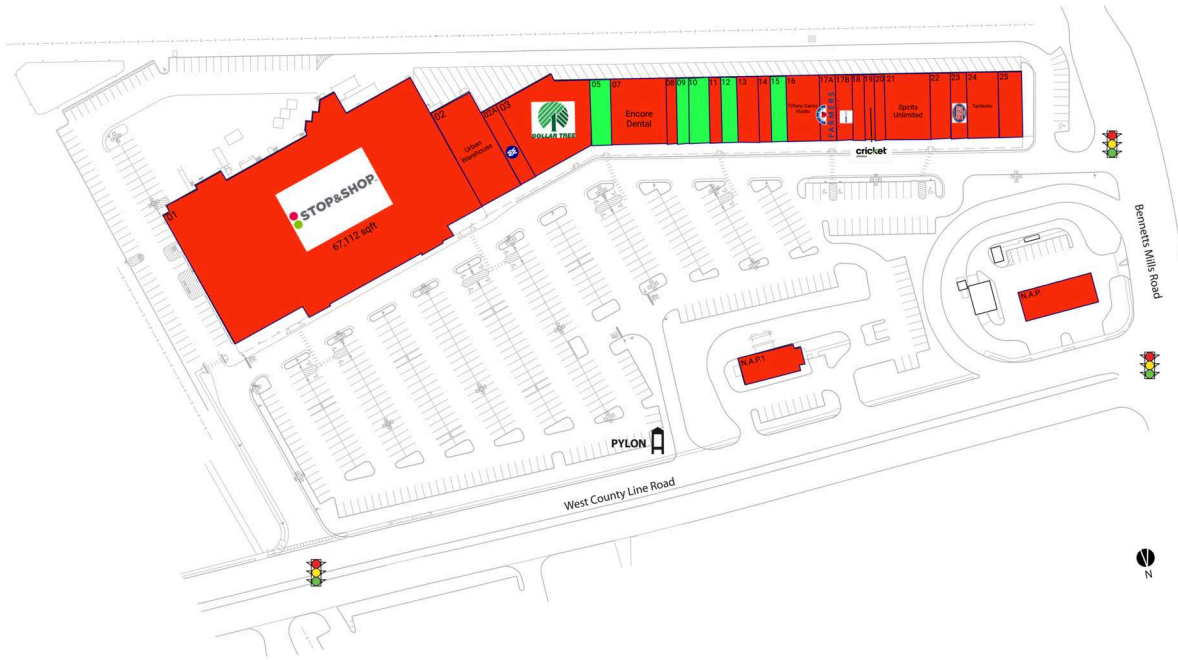 01
STOP&SHOP
67,112 sqft
02
Urban
Warehouse
02A
03
DOLLAR TREE
05
07
Encore
Dental
08
09
10
11
12
13
14
15
16
Tiffany Dance
Studio
17A
FARMERS
17B
18
19
20
cricket
21
Spirits
Unlimited
22
23
24
25
N.A.P.
N.A.P.1
Bennetts Mills Road
PYLON
West County Line Road
N